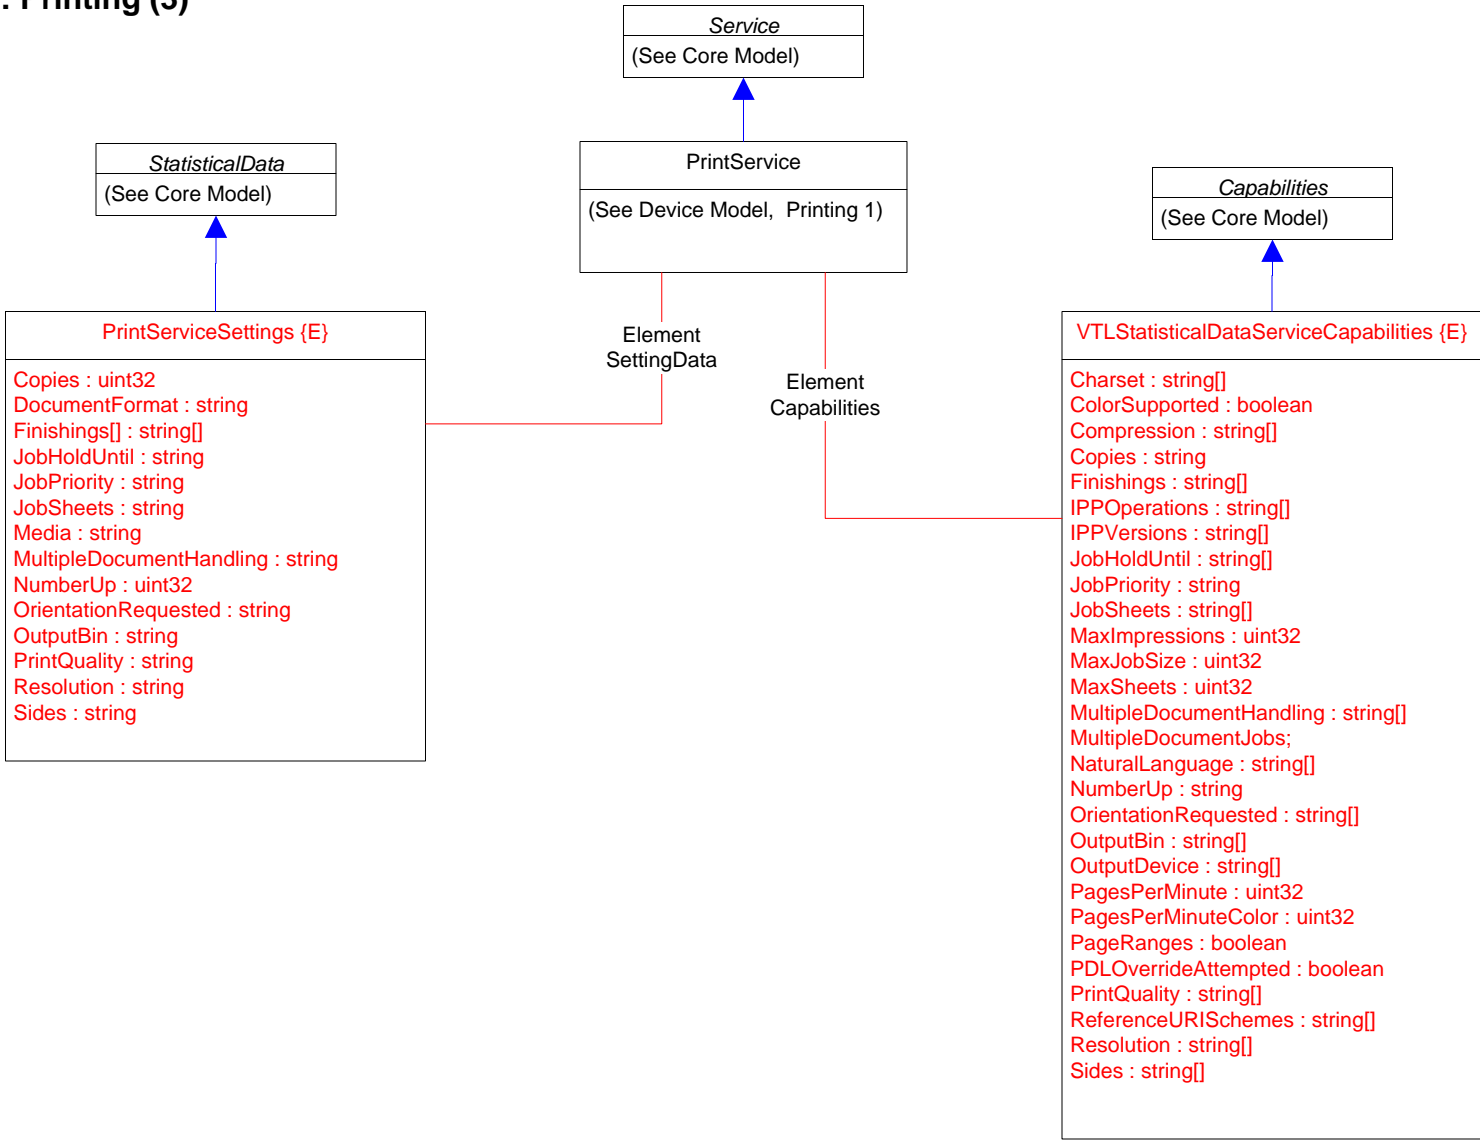 : Printing (3)
Service
(See Core Model)
StatisticalData
(See Core Model)
PrintService
(See Device Model,  Printing 1)
Capabilities
(See Core Model)
Element
SettingData
Element
Capabilities
PrintServiceSettings {E}
Copies : uint32
DocumentFormat : string
Finishings[] : string[]
JobHoldUntil : string
JobPriority : string
JobSheets : string
Media : string
MultipleDocumentHandling : string
NumberUp : uint32
OrientationRequested : string
OutputBin : string
PrintQuality : string
Resolution : string
Sides : string
VTLStatisticalDataServiceCapabilities {E}
Charset : string[]
ColorSupported : boolean
Compression : string[]
Copies : string
Finishings : string[]
IPPOperations : string[]
IPPVersions : string[]
JobHoldUntil : string[]
JobPriority : string
JobSheets : string[]
MaxImpressions : uint32
MaxJobSize : uint32
MaxSheets : uint32
MultipleDocumentHandling : string[]
MultipleDocumentJobs;
NaturalLanguage : string[]
NumberUp : string
OrientationRequested : string[]
OutputBin : string[]
OutputDevice : string[]
PagesPerMinute : uint32
PagesPerMinuteColor : uint32
PageRanges : boolean
PDLOverrideAttempted : boolean
PrintQuality : string[]
ReferenceURISchemes : string[]
Resolution : string[]
Sides : string[]